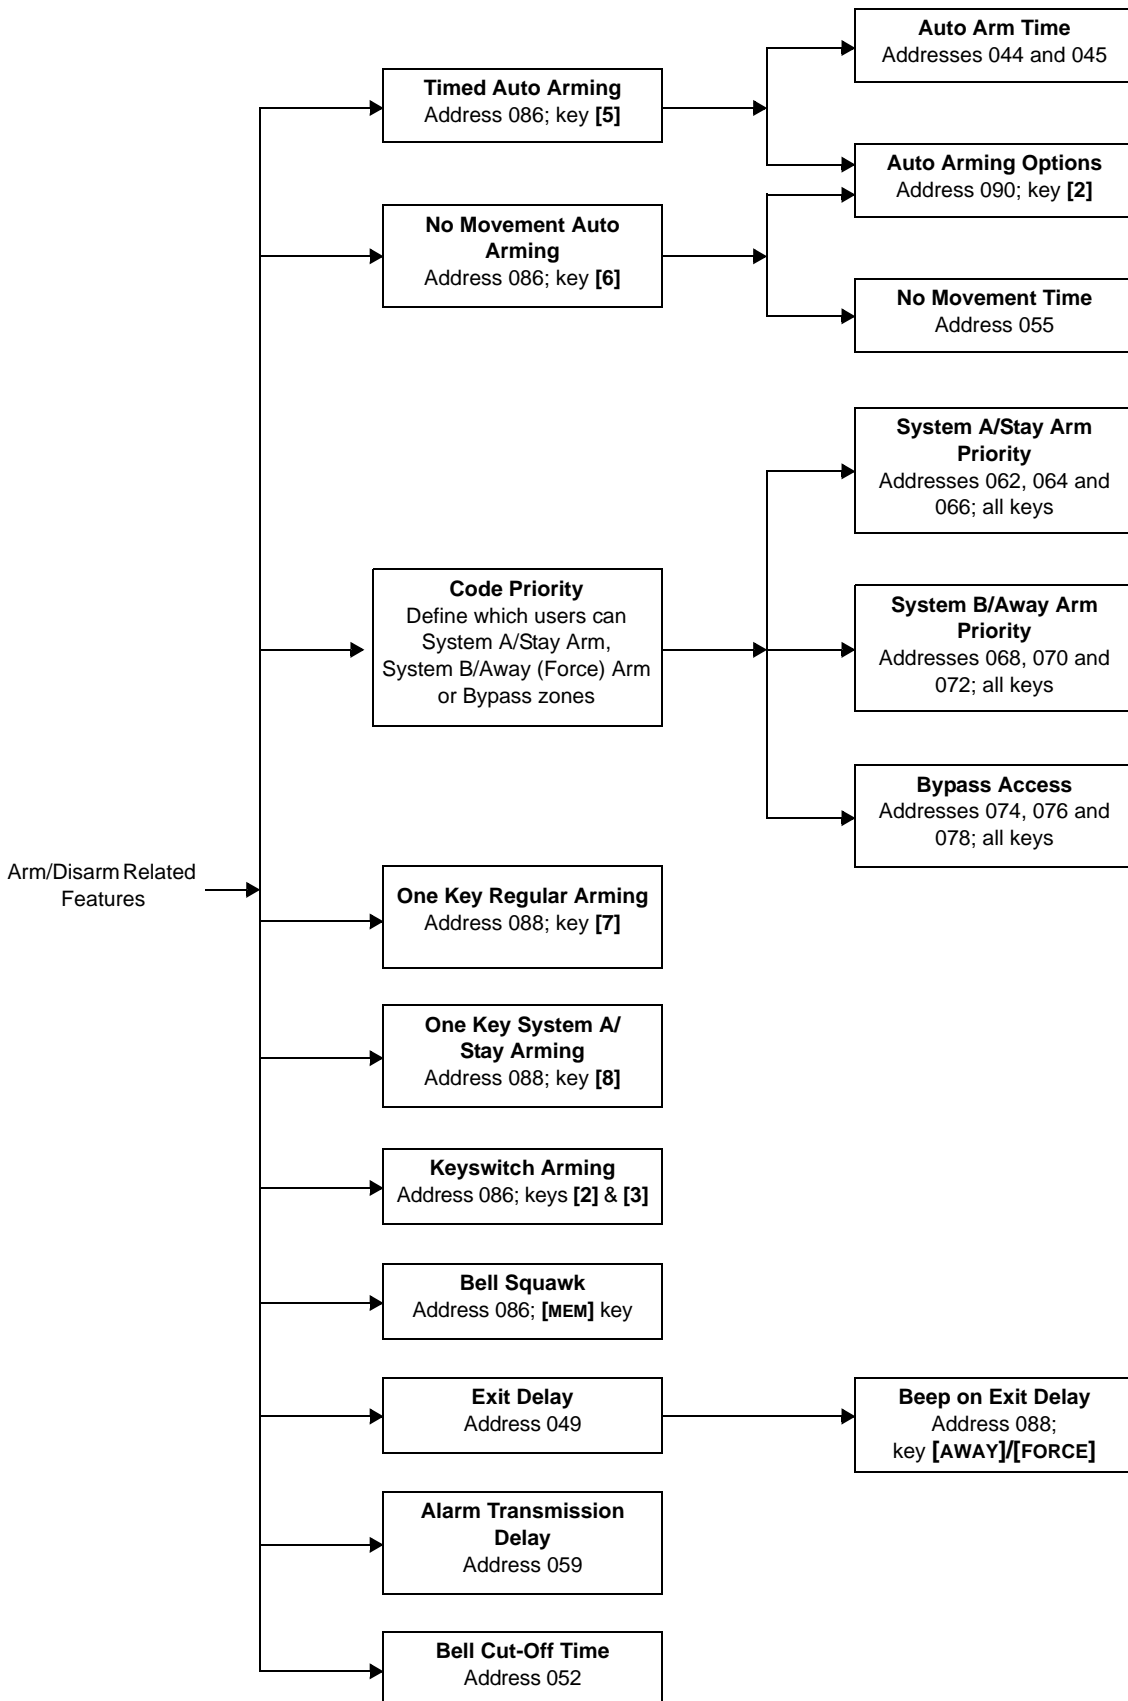 Auto Arm Time
Addresses 044 and 045
Timed Auto Arming
Address 086; key [5]
Auto Arming Options
Address 090; key [2]
No Movement Auto
Arming
Address 086; key [6]
No Movement Time
Address 055
System A/Stay Arm
Priority
Addresses 062, 064 and
066; all keys
Code Priority
Define which users can
System A/Stay Arm,
System B/Away (Force) Arm
or Bypass zones
System B/Away Arm
Priority
Addresses 068, 070 and
072; all keys
Bypass Access
Addresses 074, 076 and
078; all keys
Arm/Disarm Related
Features
One Key Regular Arming
Address 088; key [7]
One Key System A/
Stay Arming
Address 088; key [8]
Keyswitch Arming
Address 086; keys [2] & [3]
Bell Squawk
Address 086; [MEM] key
Exit Delay
Address 049
Beep on Exit Delay
Address 088;
key [AWAY]/[FORCE]
Alarm Transmission
Delay
Address 059
Bell Cut-Off Time
Address 052